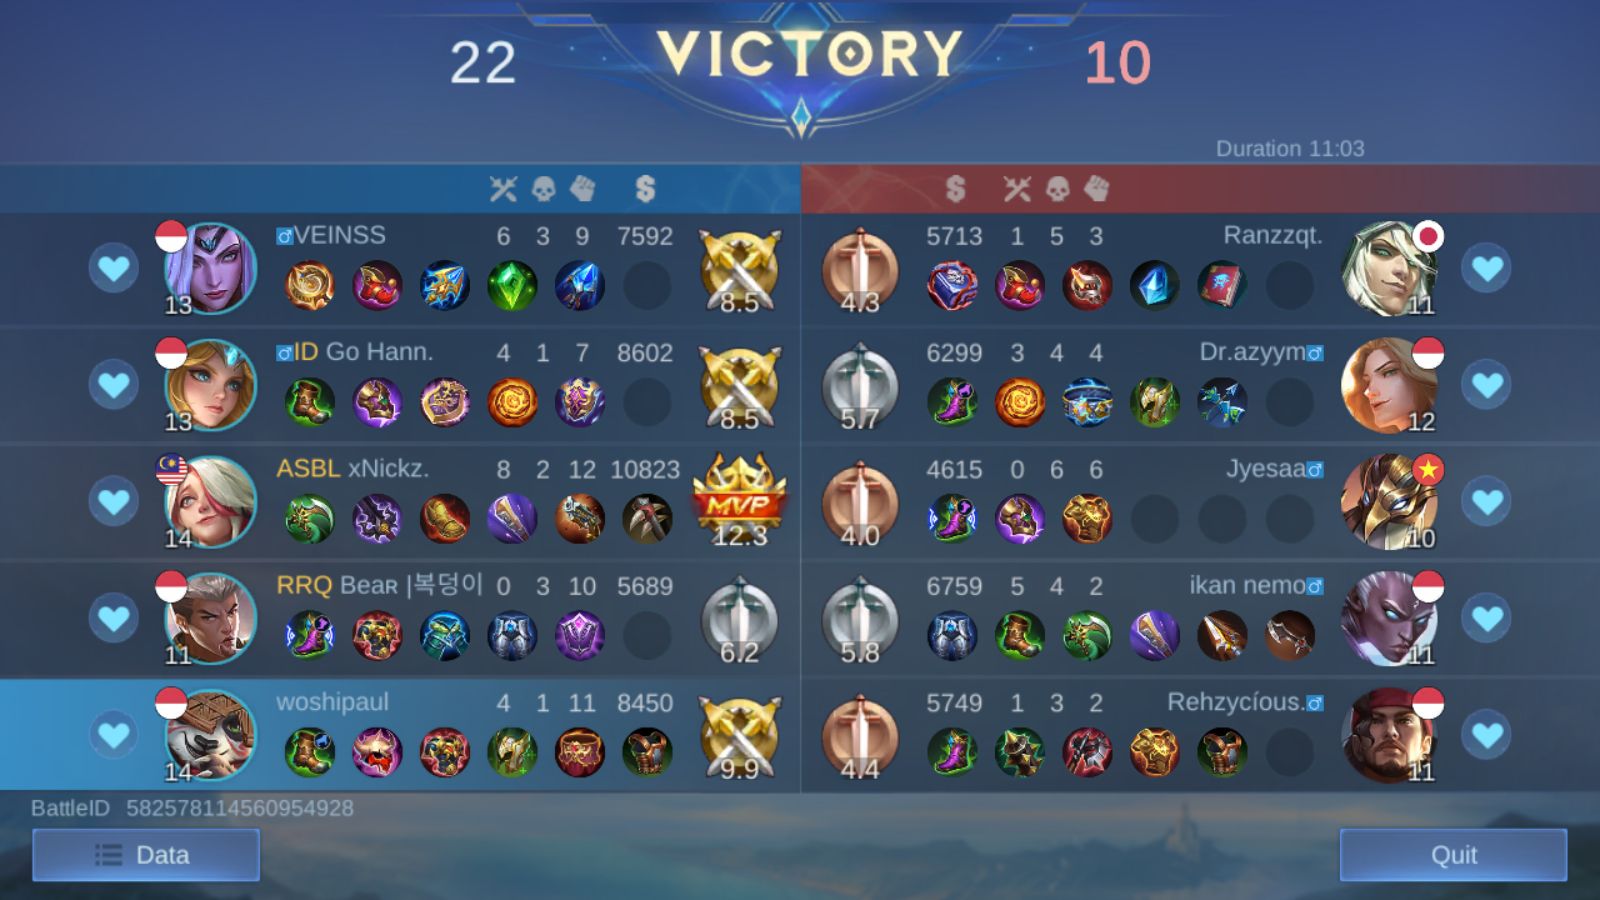 22 VICTORY 10
Duration 11:03
VEINSS 6 3 9 7592
13 8.5
4.3 5713 1 5 3 Ranzzqt.
11
ID Go Hann. 4 1 7 8602
13 8.5
5.7 6299 3 4 4 Dr.azyym
12
ASBL xNickz. 8 2 12 10823 MVP
14 12.3
4.0 4615 0 6 6 Jyesaa
10
RRQ Beaʀ |복덩이 0 3 10 5689
11 6.2
5.8 6759 5 4 2 ikan nemo
11
woshipaul 4 1 11 8450
14 9.9
4.4 5749 1 3 2 Rehzycíous.
11
BattleID 582578114560954928
Data
Quit